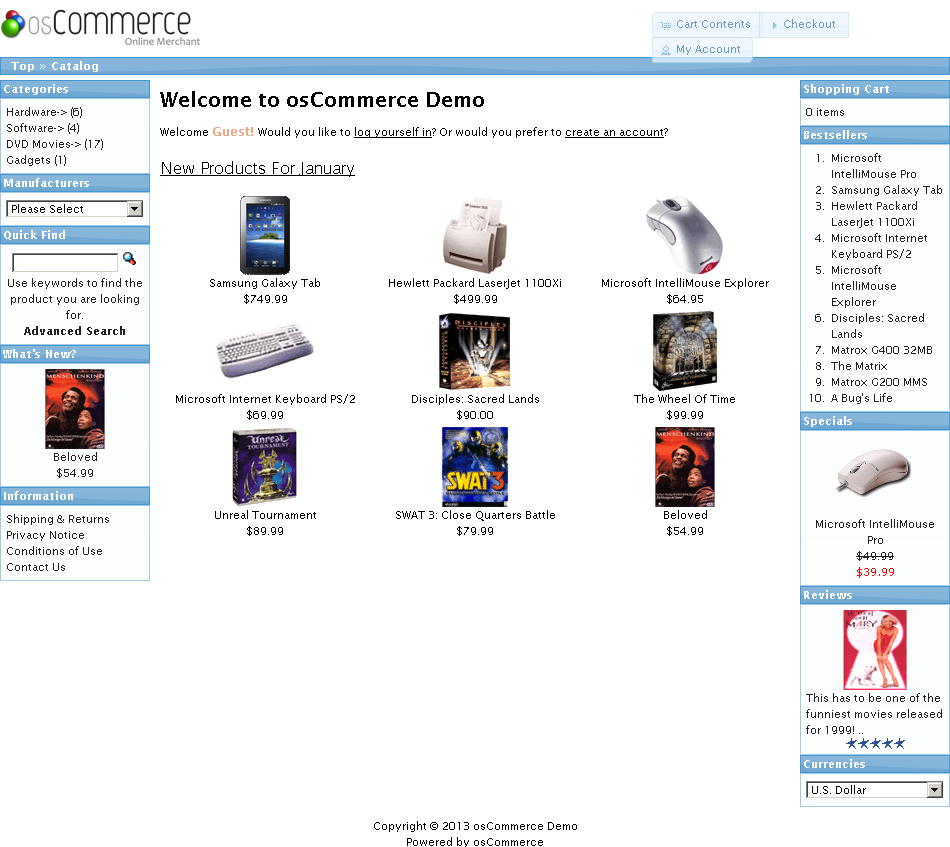 osCommerce
Online Merchant
Cart Contents
Checkout
My Account
Top » Catalog
Categories
Hardware-> (6)
Software-> (4)
DVD Movies-> (17)
Gadgets (1)
Manufacturers
Please Select
Quick Find
Use keywords to find the
product you are looking
for.
Advanced Search
What's New?
MENSCHENKIND
Beloved
$54.99
Information
Shipping & Returns
Privacy Notice
Conditions of Use
Contact Us
Welcome to osCommerce Demo
Welcome Guest! Would you like to log yourself in? Or would you prefer to create an account?
New Products For January
Samsung Galaxy Tab
$749.99
Hewlett Packard LaserJet 1100Xi
$499.99
Microsoft IntelliMouse Explorer
$64.95
Microsoft Internet Keyboard PS/2
$69.99
DISCIPLES
Disciples: Sacred Lands
$90.00
The Wheel Of Time
$99.99
Unreal
TOURNAMENT
Unreal Tournament
$89.99
SWAT 3
SWAT 3: Close Quarters Battle
$79.99
MENSCHENKIND
Beloved
$54.99
Shopping Cart
0 items
Bestsellers
1. Microsoft
IntelliMouse Pro
2. Samsung Galaxy Tab
3. Hewlett Packard
LaserJet 1100Xi
4. Microsoft Internet
Keyboard PS/2
5. Microsoft
IntelliMouse
Explorer
6. Disciples: Sacred
Lands
7. Matrox G400 32MB
8. The Matrix
9. Matrox G200 MMS
10. A Bug's Life
Specials
Microsoft IntelliMouse
Pro
$49.99
$39.99
Reviews
MARY
This has to be one of the
funniest movies released
for 1999! ..
Currencies
U.S. Dollar
Copyright © 2013 osCommerce Demo
Powered by osCommerce